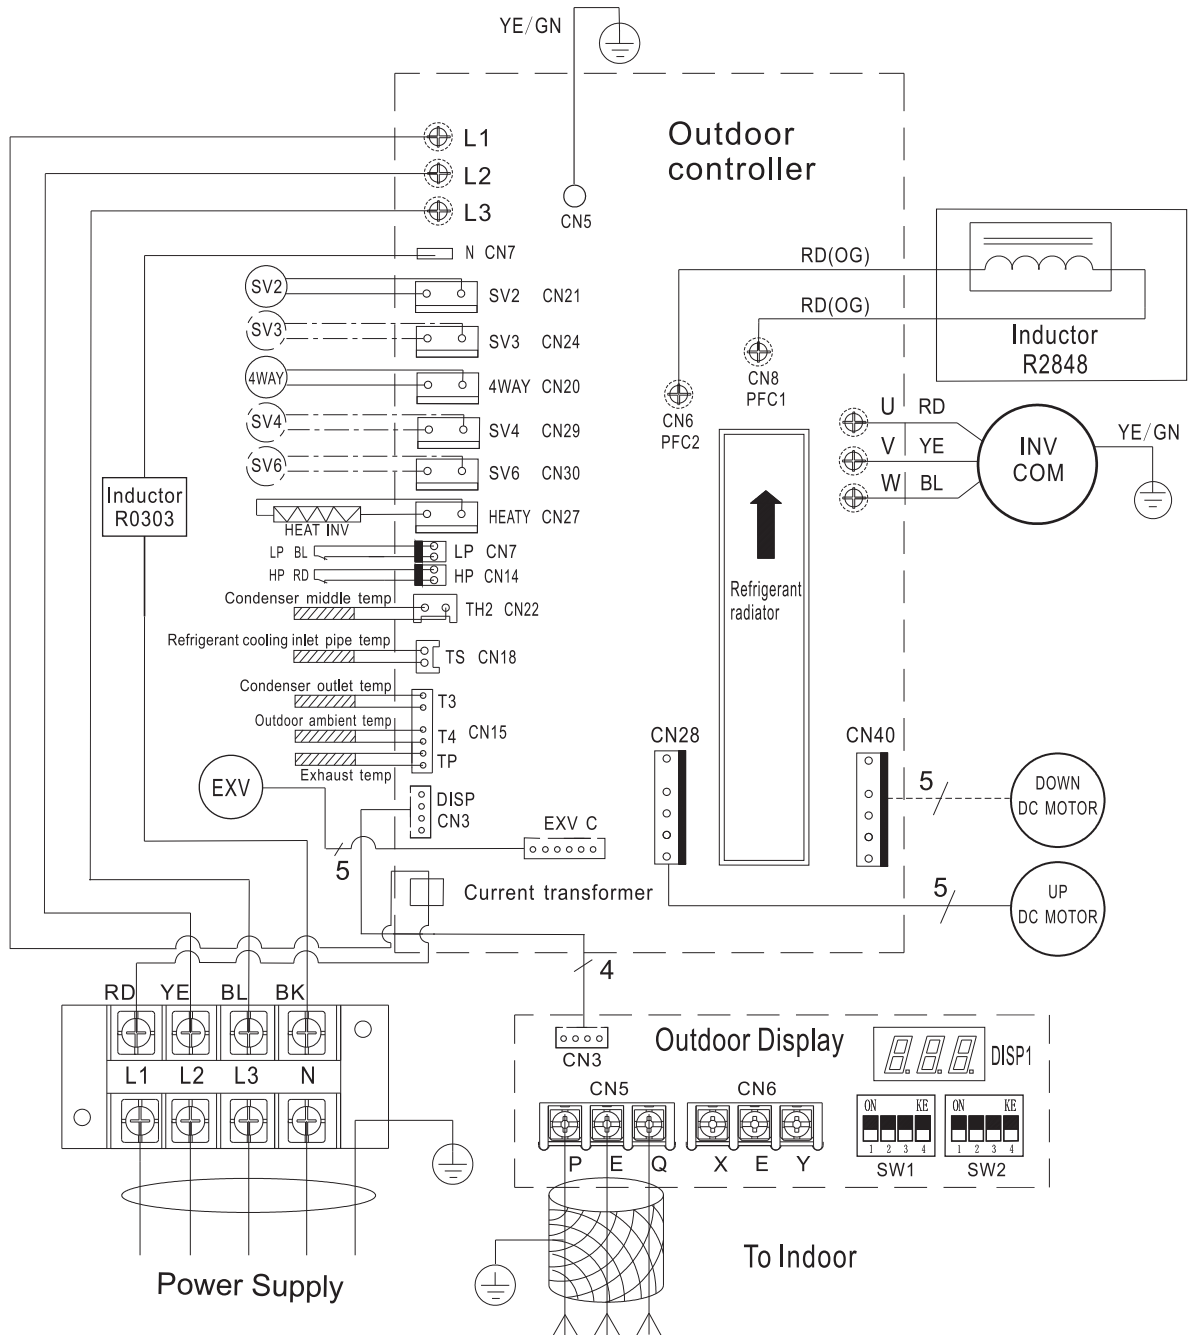 YE/GN
L1
L2
L3
Outdoor
controller
CN5
N CN7
RD(OG)
RD(OG)
Inductor
R2848
SV2
SV2 CN21
SV3
SV3 CN24
CN8
PFC1
4WAY
4WAY CN20
CN6
PFC2
U RD
V YE
W BL
INV
COM
YE/GN
SV4
SV4 CN29
SV6
SV6 CN30
Inductor
R0303
HEAT INV
HEATY CN27
LP BL
LP CN7
HP RD
HP CN14
Condenser middle temp
TH2 CN22
Refrigerant
radiator
Refrigerant cooling inlet pipe temp
TS CN18
Condenser outlet temp
T3
Outdoor ambient temp
T4
CN15
TP
Exhaust temp
CN28
CN40
EXV
DISP
CN3
EXV C
5
5
DOWN
DC MOTOR
Current transformer
5
UP
DC MOTOR
4
RD YE BL BK
L1 L2 L3 N
Power Supply
CN3
Outdoor Display
8.8.8.
DISP1
CN5
CN6
P E Q
X E Y
ON KE
1 2 3 4
SW1
ON KE
1 2 3 4
SW2
To Indoor